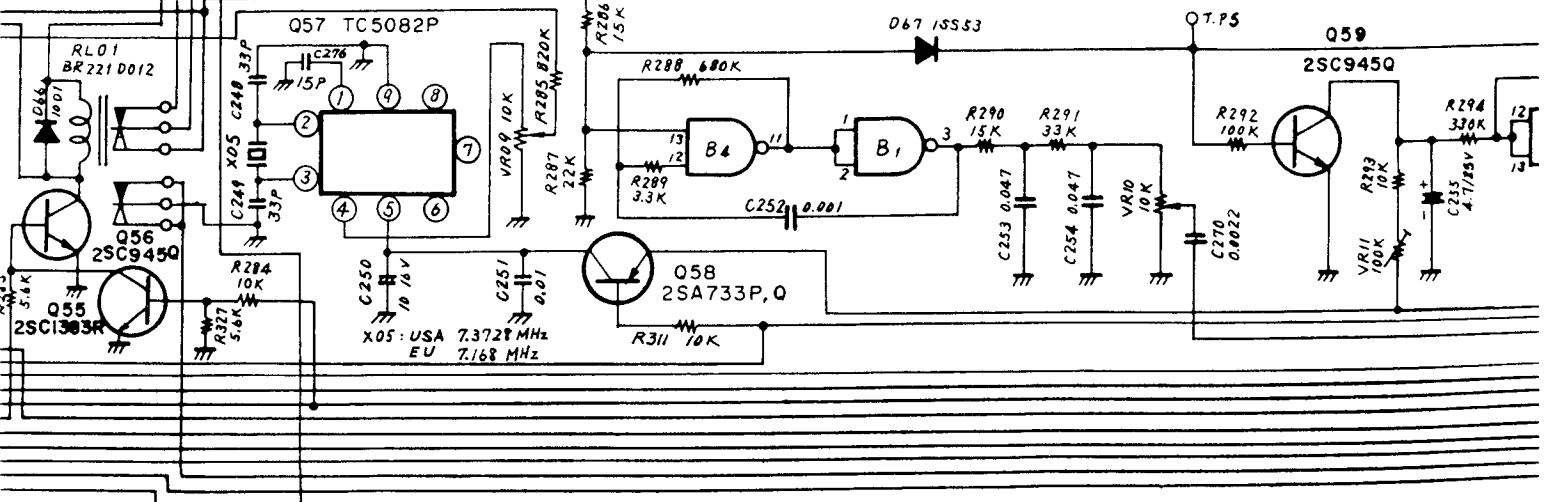 Q57 TC5082P
R286
15K
D67 1SS53
T.P5
Q59
2SC945Q
RL01
BR221D012
D66
10D1
C248
33P
C276
15P
X05
C249
33P
1
9
8
2
7
3
4
5
6
VR09 10K
R285 820K
R288 680K
R287
22K
13
12
B4
11
R289
3.3K
C252 0.001
1
2
B1
3
R290
15K
R291
33K
C253 0.047
C254 0.047
VR10
10K
C270
0.0022
R292
100K
R293
10K
VR11
100K
R294
330K
+
-
4.7/25V
12
13
Q56
2SC945Q
5.6K
Q55
2SC1383R
R284
10K
R327
5.6K
C250
10 16V
C251
0.01
Q58
2SA733P,Q
R311 10K
X05: USA 7.3728 MHz
EU 7.168 MHz